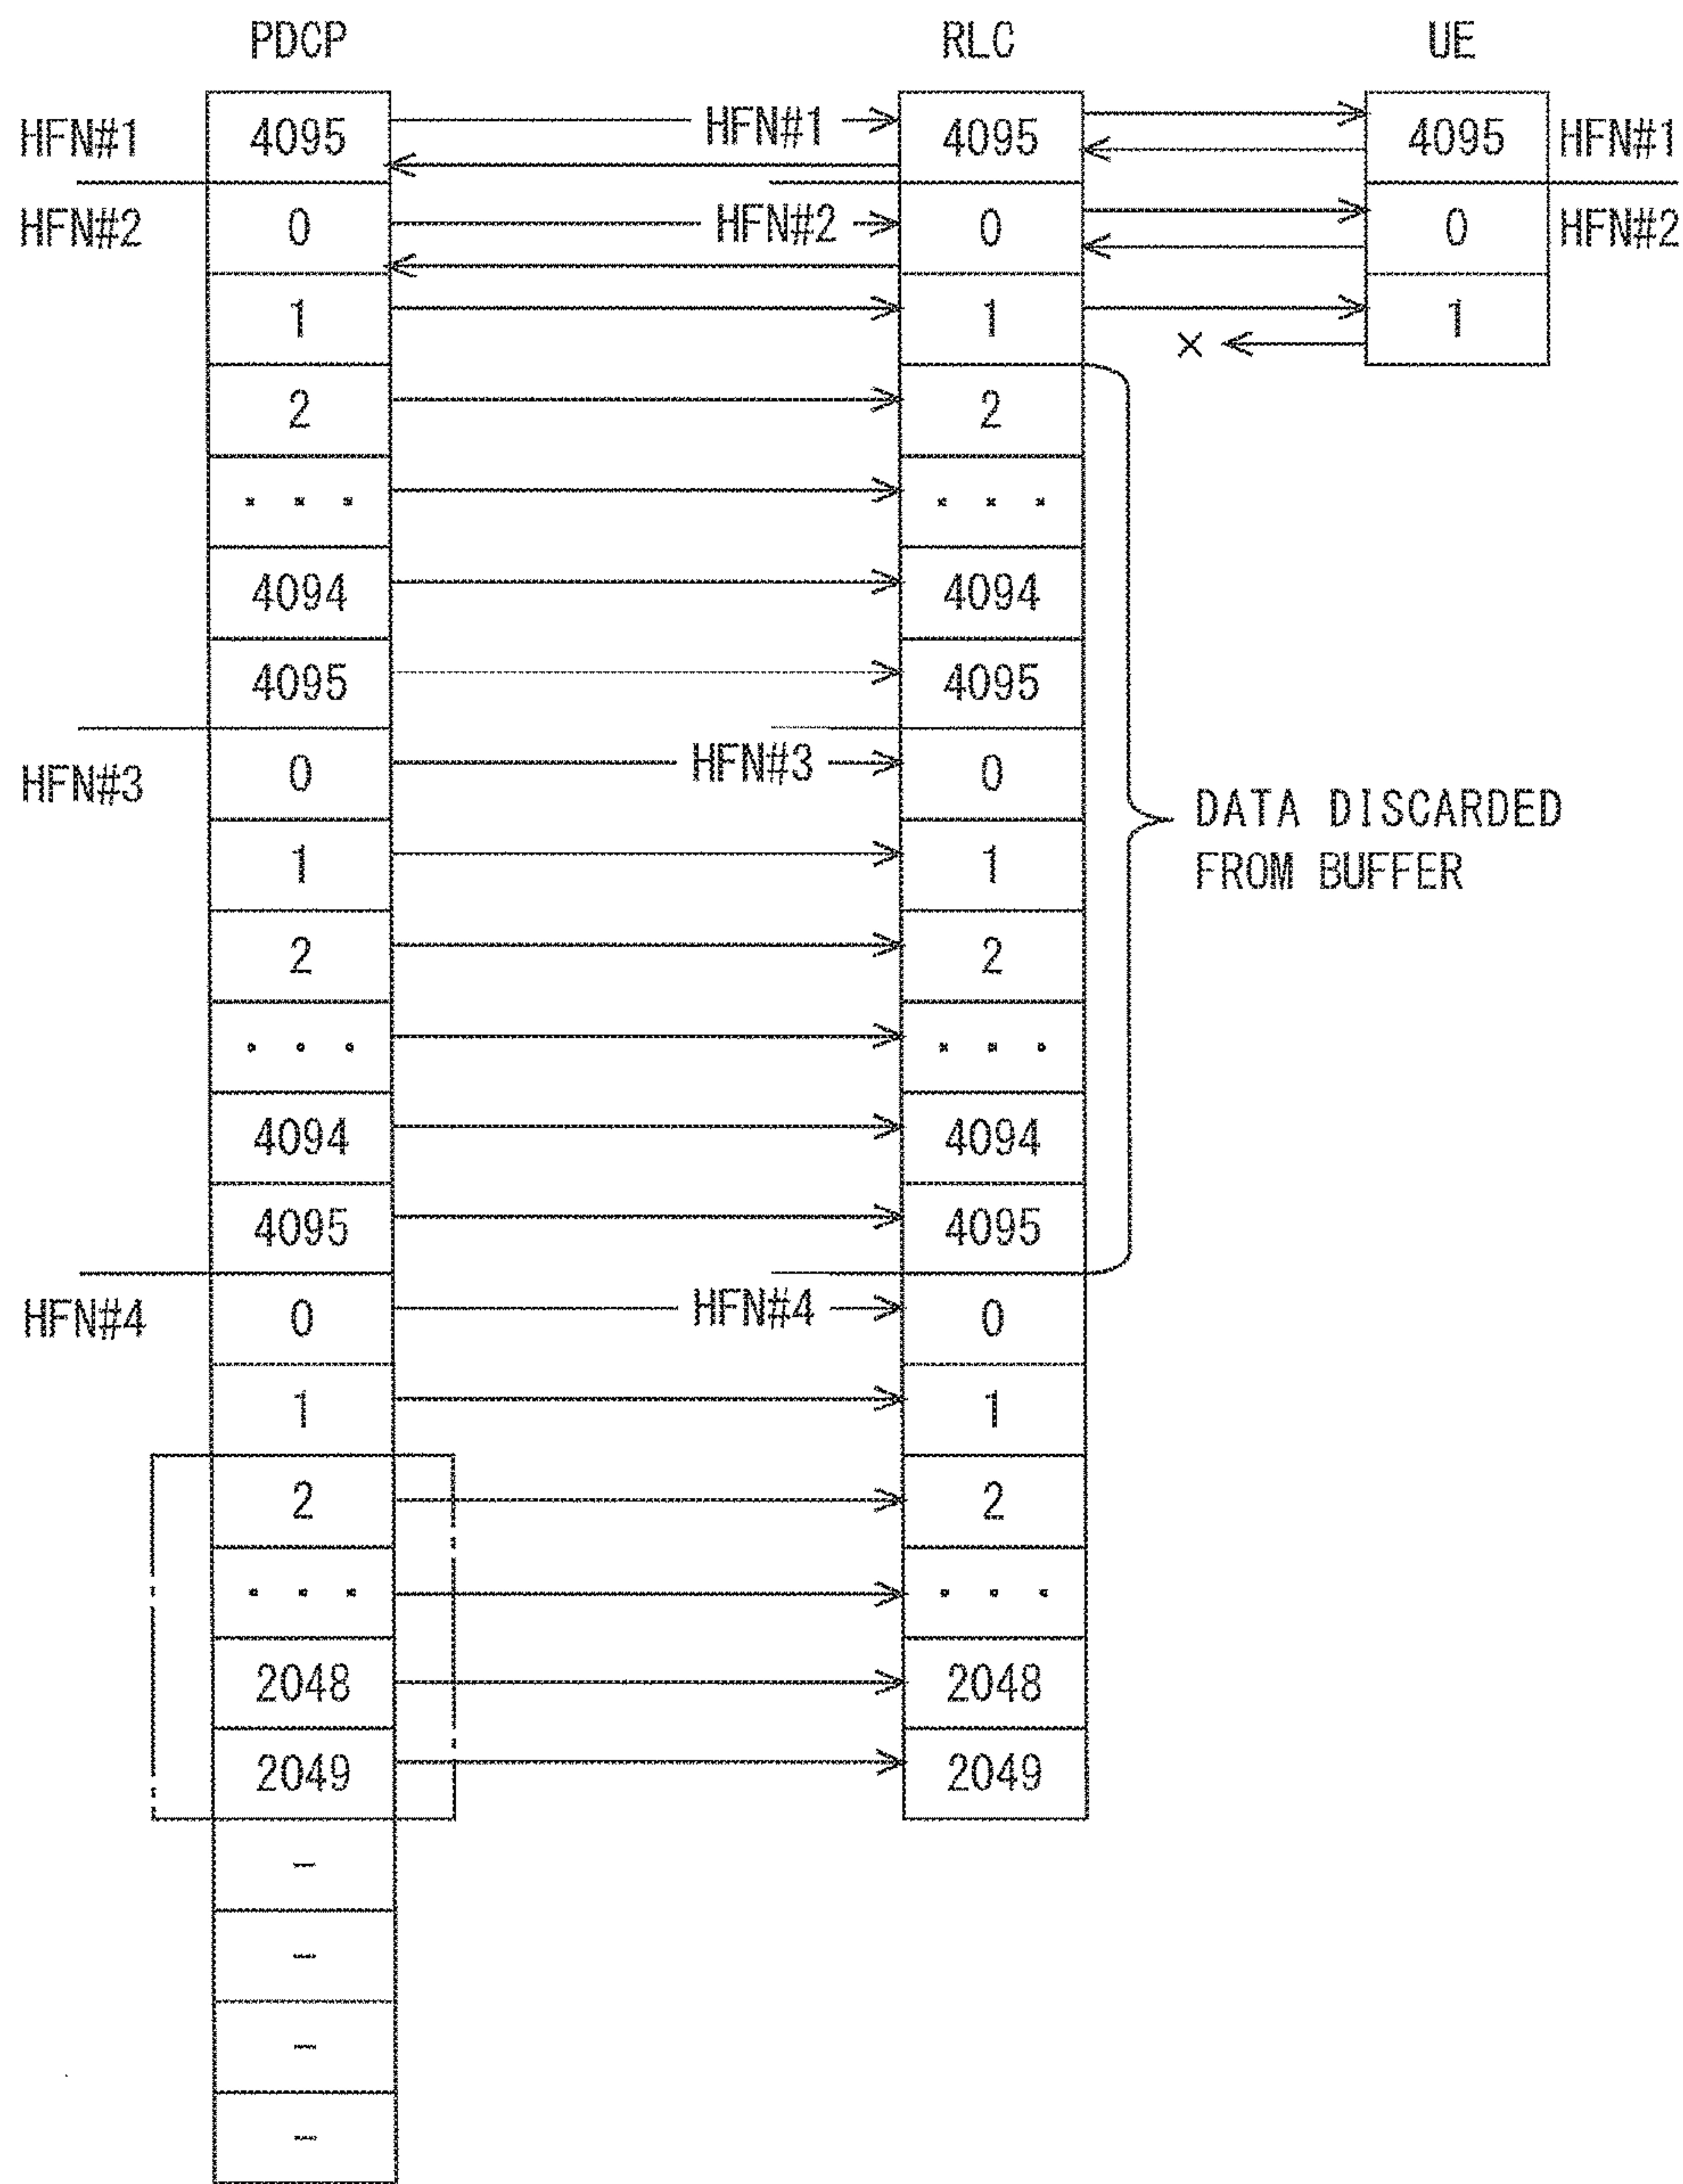 PDCP RLC UE
HFN#1 4095 HFN#1 4095 4095 HFN#1
HFN#2 0 HFN#2 0 0 HFN#2
1 1 1
×
2 2
. . . . . .
4094 4094
4095 4095
HFN#3 0 HFN#3 0
DATA DISCARDED
FROM BUFFER
1 1
2 2
. . . . . .
4094 4094
4095 4095
HFN#4 0 HFN#4 0
1 1
2 2
. . . . . .
2048 2048
2049 2049
-
-
-
-